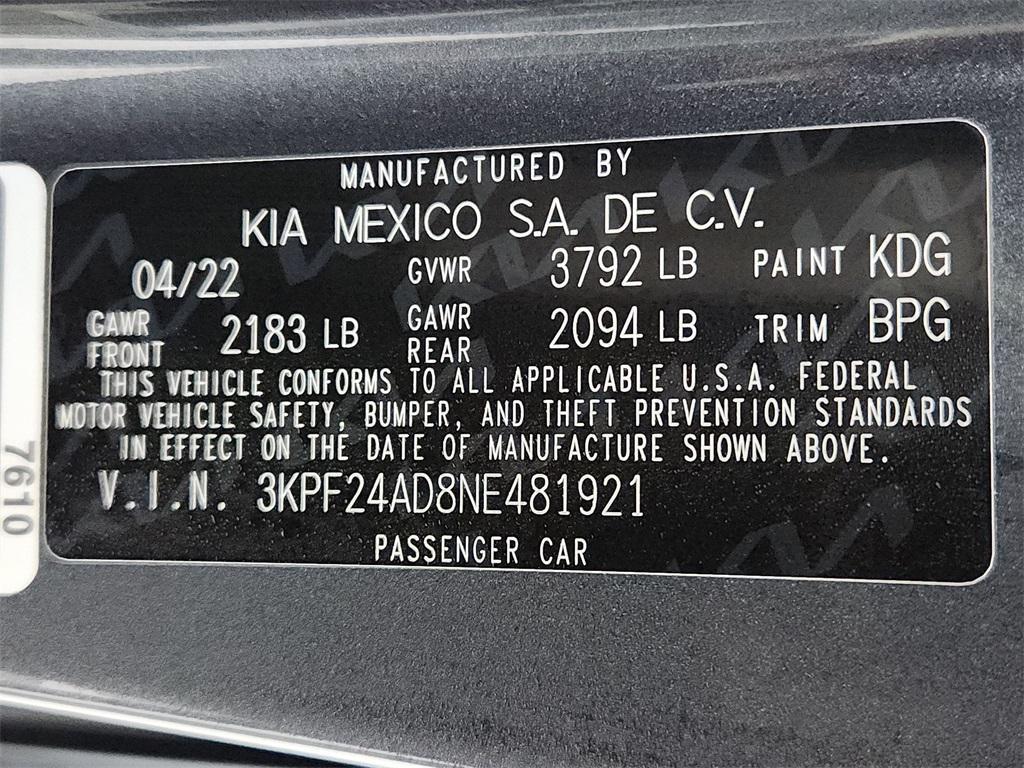 MANUFACTURED BY
KIA MEXICO S.A. DE C.V.
04/22 GVWR 3792 LB PAINT KDG
GAWR FRONT 2183 LB GAWR REAR 2094 LB TRIM BPG
THIS VEHICLE CONFORMS TO ALL APPLICABLE U.S.A. FEDERAL
MOTOR VEHICLE SAFETY, BUMPER, AND THEFT PREVENTION STANDARDS
IN EFFECT ON THE DATE OF MANUFACTURE SHOWN ABOVE.
V.I.N. 3KPF24AD8NE481921
PASSENGER CAR
7610